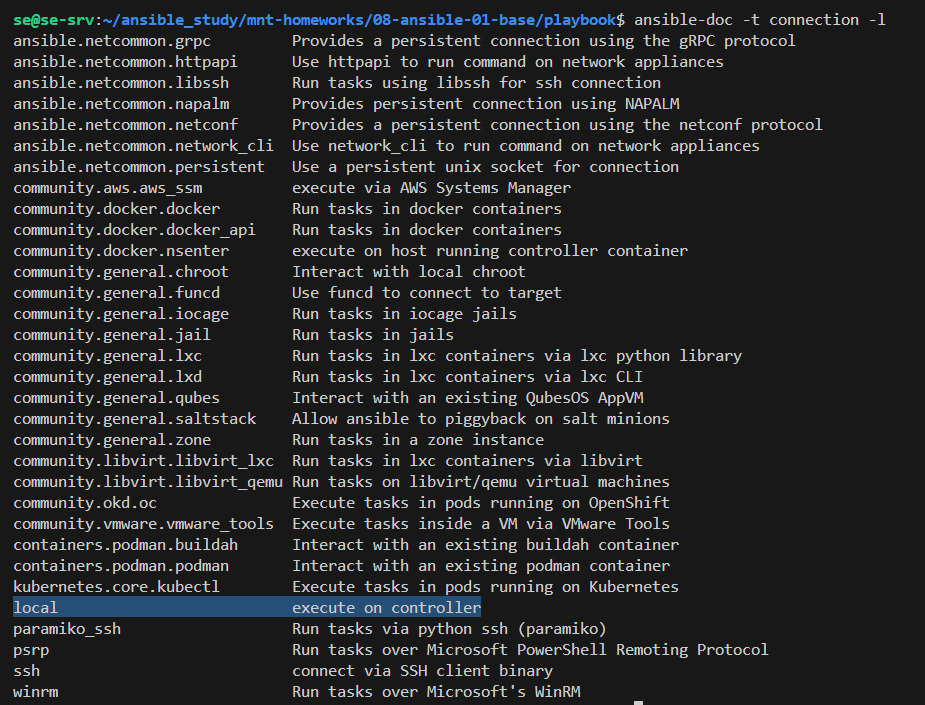 se@se-srv:~/ansible_study/mnt-homeworks/08-ansible-01-base/playbook$ ansible-doc -t connection -l
ansible.netcommon.grpc Provides a persistent connection using the gRPC protocol
ansible.netcommon.httpapi Use httpapi to run command on network appliances
ansible.netcommon.libssh Run tasks using libssh for ssh connection
ansible.netcommon.napalm Provides persistent connection using NAPALM
ansible.netcommon.netconf Provides a persistent connection using the netconf protocol
ansible.netcommon.network_cli Use network_cli to run command on network appliances
ansible.netcommon.persistent Use a persistent unix socket for connection
community.aws.aws_ssm execute via AWS Systems Manager
community.docker.docker Run tasks in docker containers
community.docker.docker_api Run tasks in docker containers
community.docker.nsenter execute on host running controller container
community.general.chroot Interact with local chroot
community.general.funcd Use funcd to connect to target
community.general.iocage Run tasks in iocage jails
community.general.jail Run tasks in jails
community.general.lxc Run tasks in lxc containers via lxc python library
community.general.lxd Run tasks in lxc containers via lxc CLI
community.general.qubes Interact with an existing QubesOS AppVM
community.general.saltstack Allow ansible to piggyback on salt minions
community.general.zone Run tasks in a zone instance
community.libvirt.libvirt_lxc Run tasks in lxc containers via libvirt
community.libvirt.libvirt_qemu Run tasks on libvirt/qemu virtual machines
community.okd.oc Execute tasks in pods running on OpenShift
community.vmware.vmware_tools Execute tasks inside a VM via VMware Tools
containers.podman.buildah Interact with an existing buildah container
containers.podman.podman Interact with an existing podman container
kubernetes.core.kubectl Execute tasks in pods running on Kubernetes
local execute on controller
paramiko_ssh Run tasks via python ssh (paramiko)
psrp Run tasks over Microsoft PowerShell Remoting Protocol
ssh connect via SSH client binary
winrm Run tasks over Microsoft's WinRM